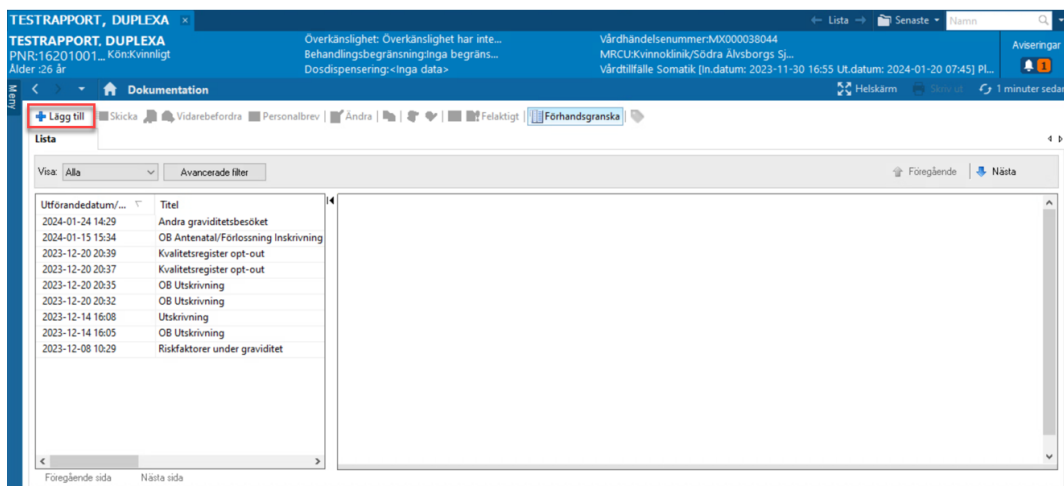 TESTRAPPORT, DUPLEXA × ← Lista → Senaste Namn
TESTRAPPORT, DUPLEXA
PNR:16201001... Kön:Kvinnligt
Ålder :26 år
Överkänslighet: Överkänslighet har inte...
Behandlingsbegränsning:Inga begräns...
Dosdispensering:<Inga data>
Vårdhändelsenummer:MX000038044
MRCU:Kvinnoklinik/Södra Älvsborgs Sj...
Vårdtillfälle Somatik [In.datum: 2023-11-30 16:55 Ut.datum: 2024-01-20 07:45] Pl...
Aviseringar
1
Meny
Dokumentation Helskärm Skriv ut 1 minuter sedan
Lägg till Skicka Vidarebefordra Personalbrev Ändra Felaktigt Förhandsgranska
Lista
Visa: Alla Avancerade filter Föregående Nästa
Utförandedatum/... Titel
2024-01-24 14:29 Andra graviditetsbesöket
2024-01-15 15:34 OB Antenatal/Förlossning Inskrivning
2023-12-20 20:39 Kvalitetsregister opt-out
2023-12-20 20:37 Kvalitetsregister opt-out
2023-12-20 20:35 OB Utskrivning
2023-12-20 20:32 OB Utskrivning
2023-12-14 16:08 Utskrivning
2023-12-14 16:05 OB Utskrivning
2023-12-08 10:29 Riskfaktorer under graviditet
Föregående sida Nästa sida